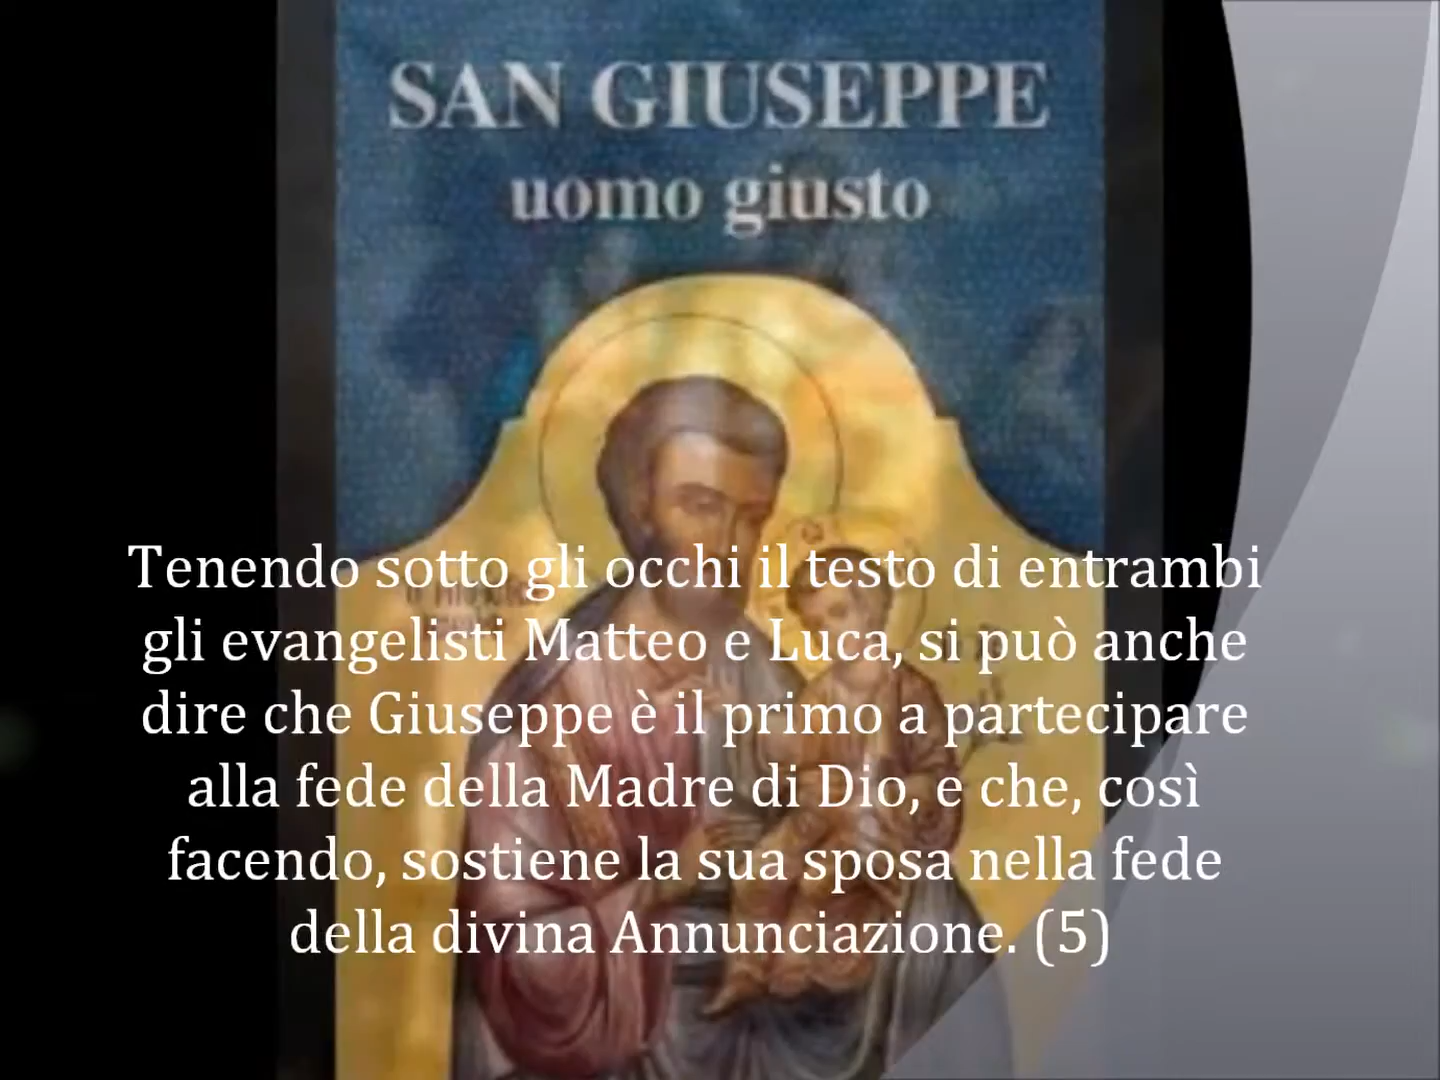 SAN GIUSEPPE
uomo giusto
Tenendo sotto gli occhi il testo di entrambi
gli evangelisti Matteo e Luca, si può anche
dire che Giuseppe è il primo a partecipare
alla fede della Madre di Dio, e che, così
facendo, sostiene la sua sposa nella fede
della divina Annunciazione. (5)